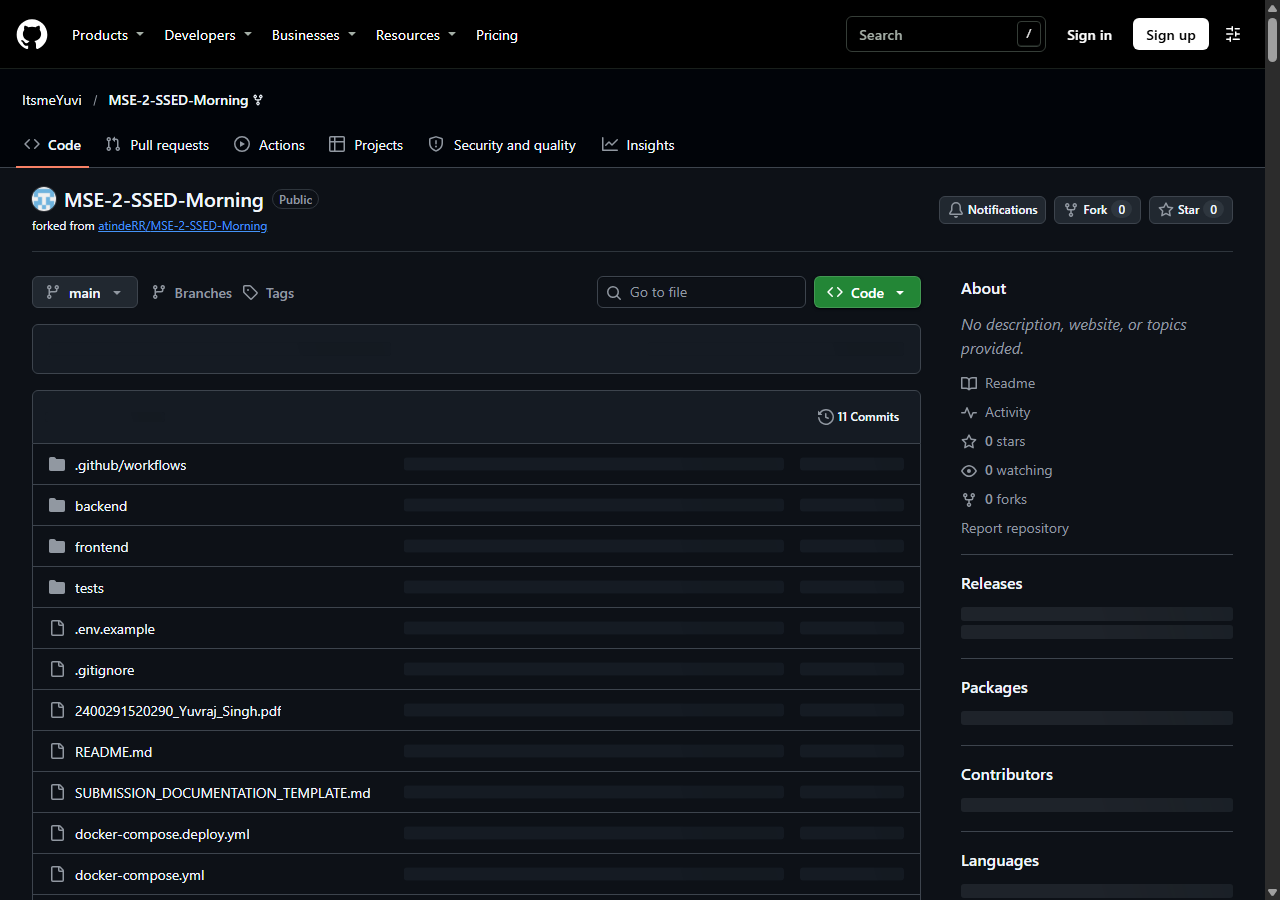 Products Developers Businesses Resources Pricing Search / Sign in Sign up
ItsmeYuvi / MSE-2-SSED-Morning
Code Pull requests Actions Projects Security and quality Insights
MSE-2-SSED-Morning Public
forked from atindeRR/MSE-2-SSED-Morning
Notifications Fork 0 Star 0
main Branches Tags Go to file Code
11 Commits
.github/workflows
backend
frontend
tests
.env.example
.gitignore
2400291520290_Yuvraj_Singh.pdf
README.md
SUBMISSION_DOCUMENTATION_TEMPLATE.md
docker-compose.deploy.yml
docker-compose.yml
About
No description, website, or topics
provided.
Readme
Activity
0 stars
0 watching
0 forks
Report repository
Releases
Packages
Contributors
Languages